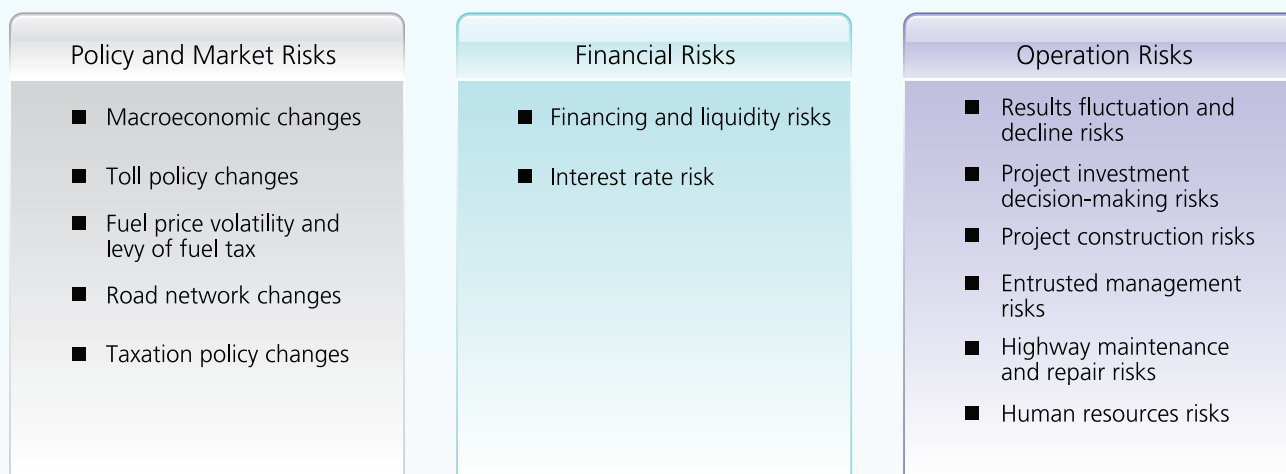 Policy and Market Risks
■ Macroeconomic changes
■ Toll policy changes
■ Fuel price volatility and
levy of fuel tax
■ Road network changes
■ Taxation policy changes
Financial Risks
■ Financing and liquidity risks
■ Interest rate risk
Operation Risks
■ Results fluctuation and
decline risks
■ Project investment
decision-making risks
■ Project construction risks
■ Entrusted management
risks
■ Highway maintenance
and repair risks
■ Human resources risks